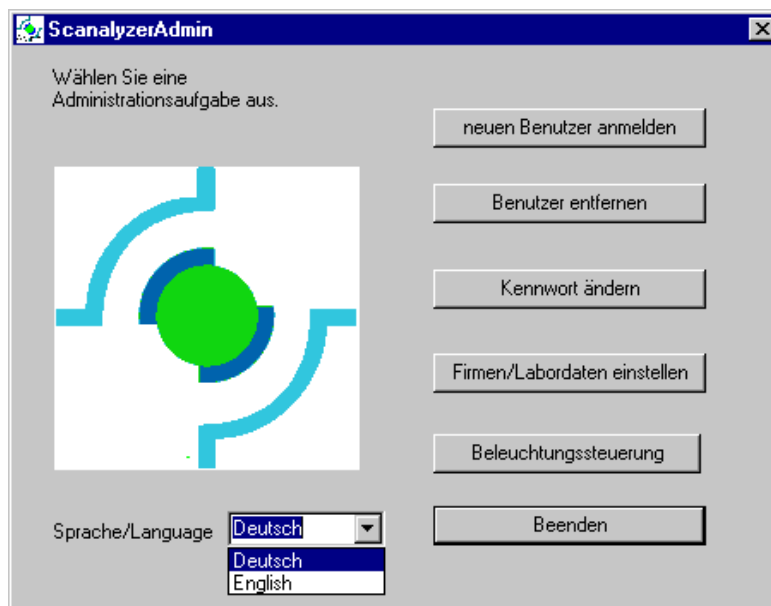 ScanalyzerAdmin
Wählen Sie eine
Administrationsaufgabe aus.
neuen Benutzer anmelden
Benutzer entfernen
Kennwort ändern
Firmen/Labordaten einstellen
Beleuchtungssteuerung
Beenden
Sprache/Language
Deutsch
Deutsch
English